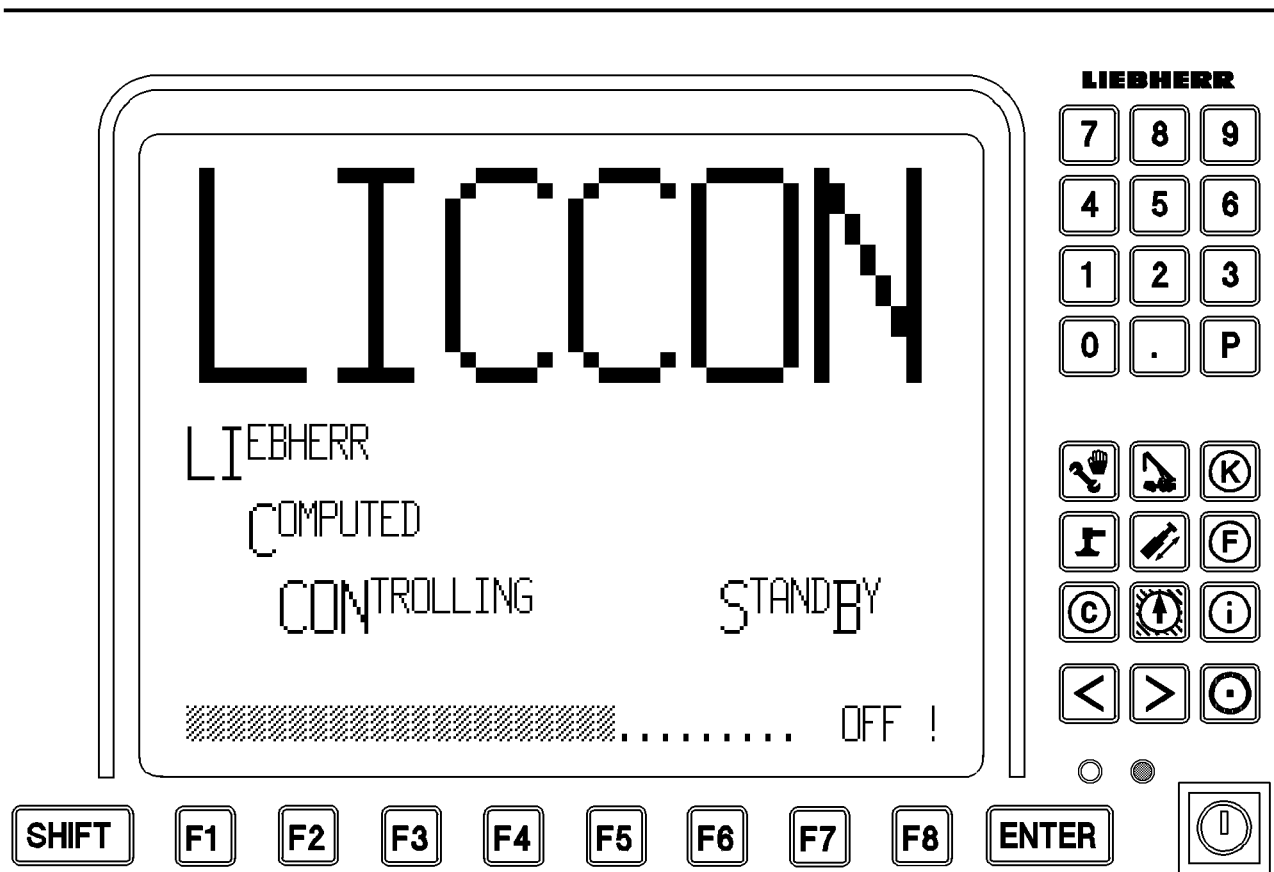 LIEBHERR
7 8 9
4 5 6
1 2 3
0 . P
LICCON
LIEBHERR
COMPUTED
CONTROLLING STANDBY
......... OFF !
K
F
C i
< >
SHIFT F1 F2 F3 F4 F5 F6 F7 F8 ENTER